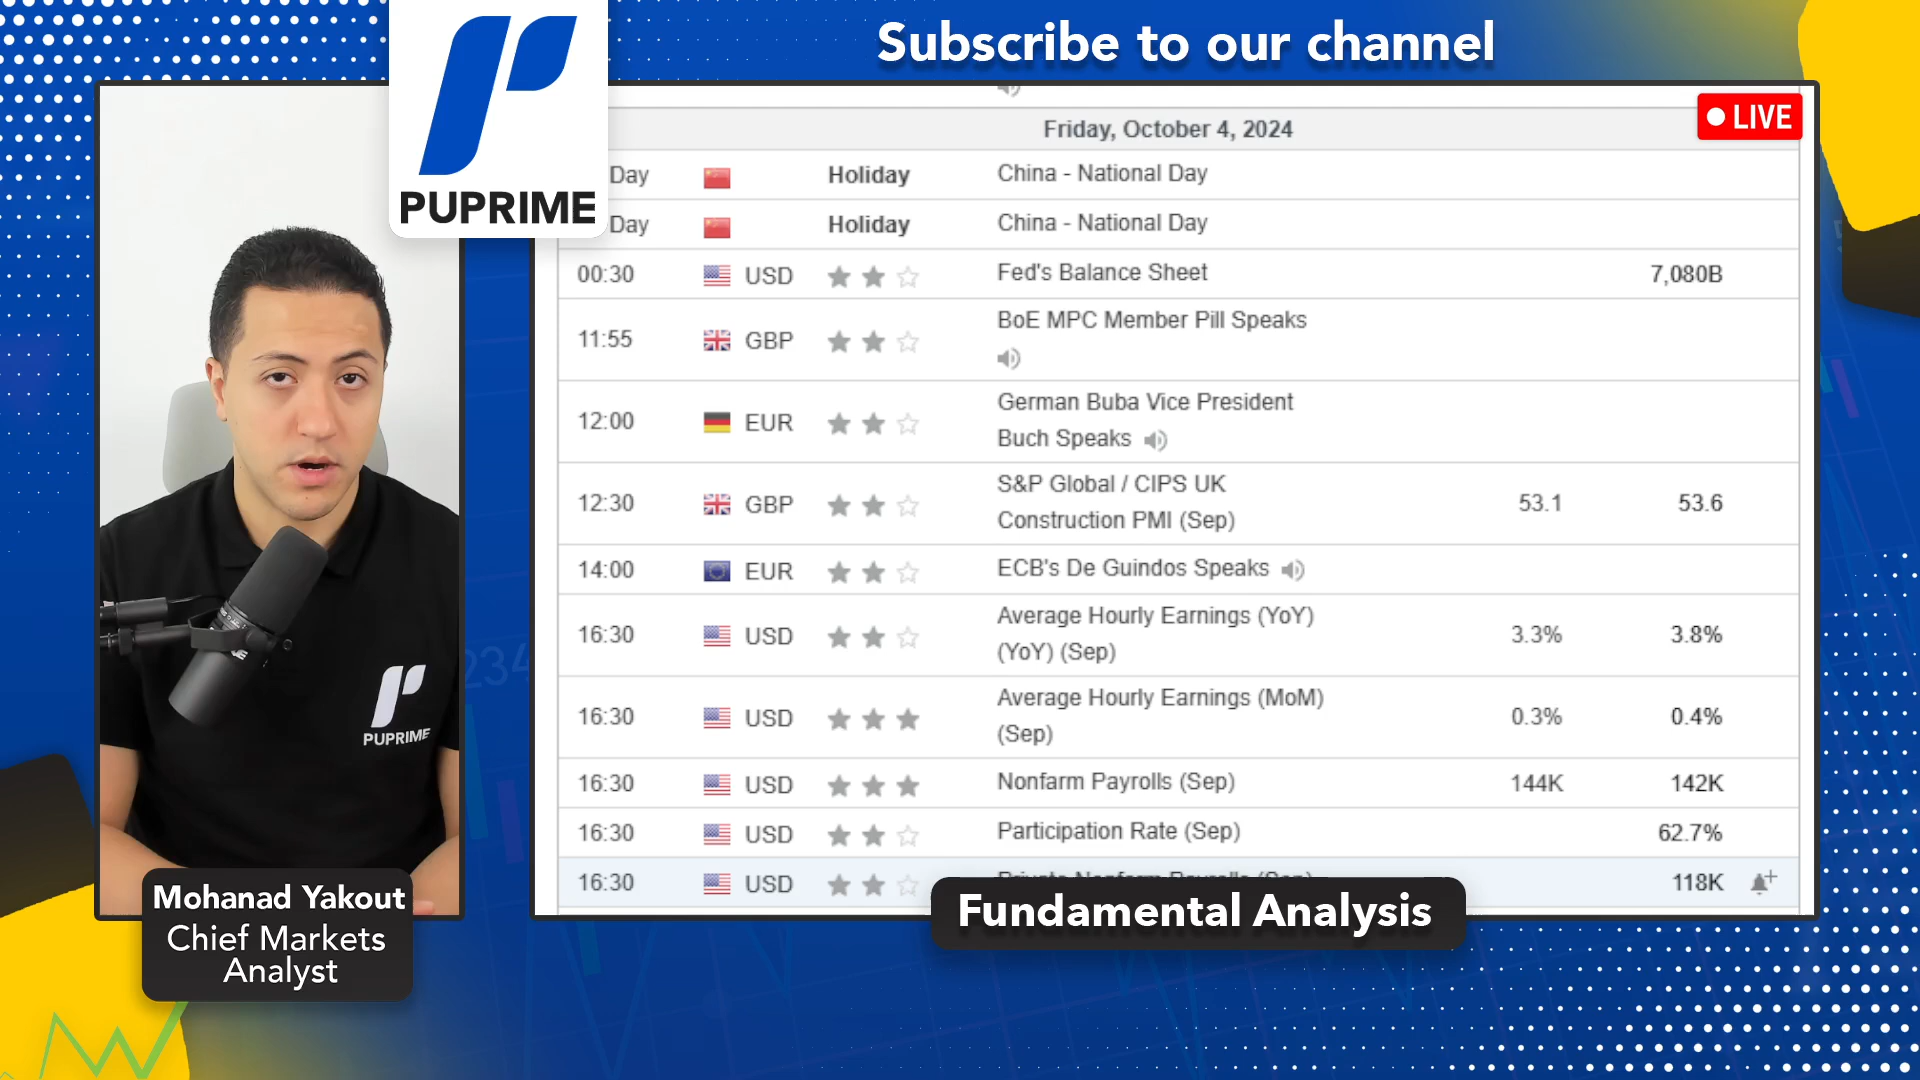 Subscribe to our channel
PUPRIME
LIVE
Friday, October 4, 2024
Day Holiday China - National Day
Day Holiday China - National Day
00:30 USD Fed's Balance Sheet 7,080B
11:55 GBP BoE MPC Member Pill Speaks
12:00 EUR German Buba Vice President
Buch Speaks
12:30 GBP S&P Global / CIPS UK
Construction PMI (Sep) 53.1 53.6
14:00 EUR ECB's De Guindos Speaks
16:30 USD Average Hourly Earnings (YoY)
(YoY) (Sep) 3.3% 3.8%
16:30 USD Average Hourly Earnings (MoM)
(Sep) 0.3% 0.4%
16:30 USD Nonfarm Payrolls (Sep) 144K 142K
16:30 USD Participation Rate (Sep) 62.7%
16:30 USD Private Nonfarm Payrolls (Sep) 118K
Fundamental Analysis
PUPRIME
Mohanad Yakout
Chief Markets
Analyst